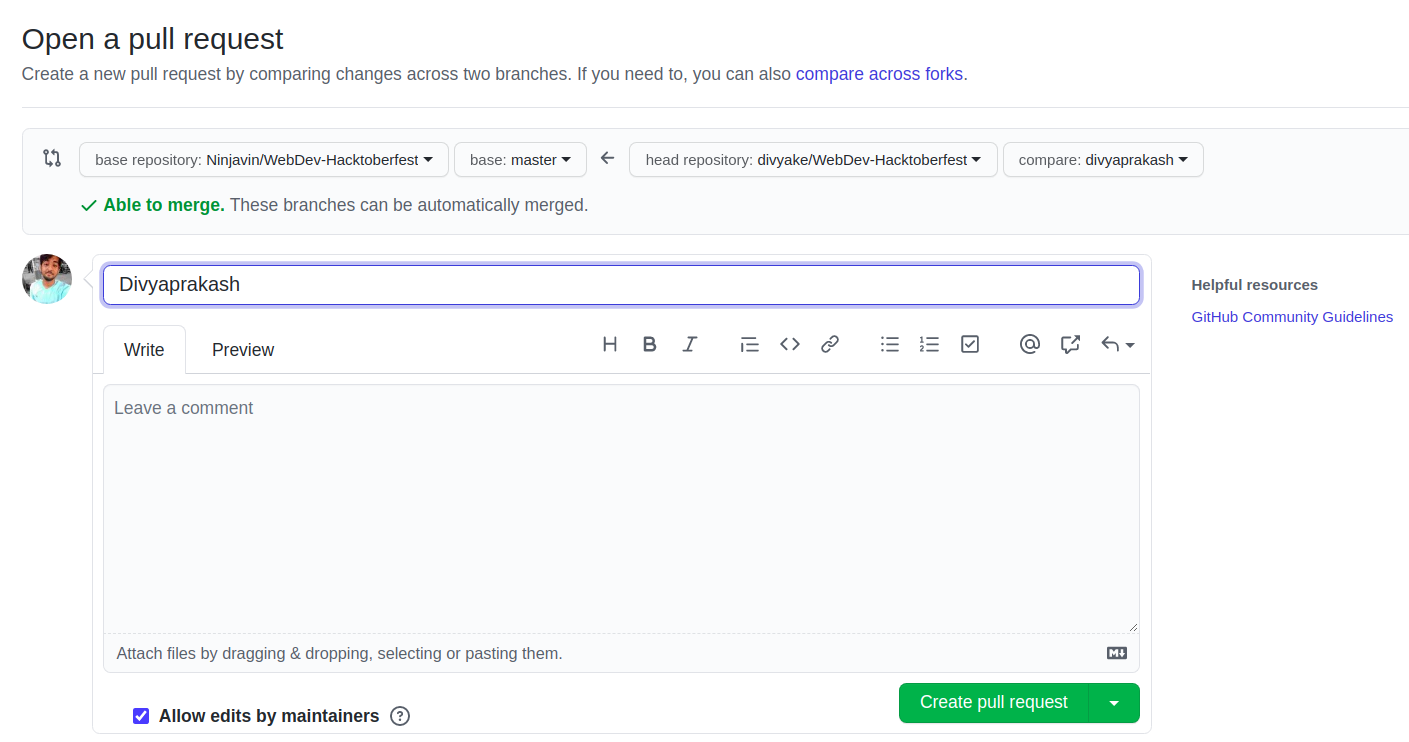 Open a pull request
Create a new pull request by comparing changes across two branches. If you need to, you can also compare across forks.
base repository: Ninjavin/WebDev-Hacktoberfest base: master head repository: divyake/WebDev-Hacktoberfest compare: divyaprakash
Able to merge. These branches can be automatically merged.
Divyaprakash
Helpful resources
GitHub Community Guidelines
Write Preview
Leave a comment
Attach files by dragging & dropping, selecting or pasting them.
Allow edits by maintainers
Create pull request